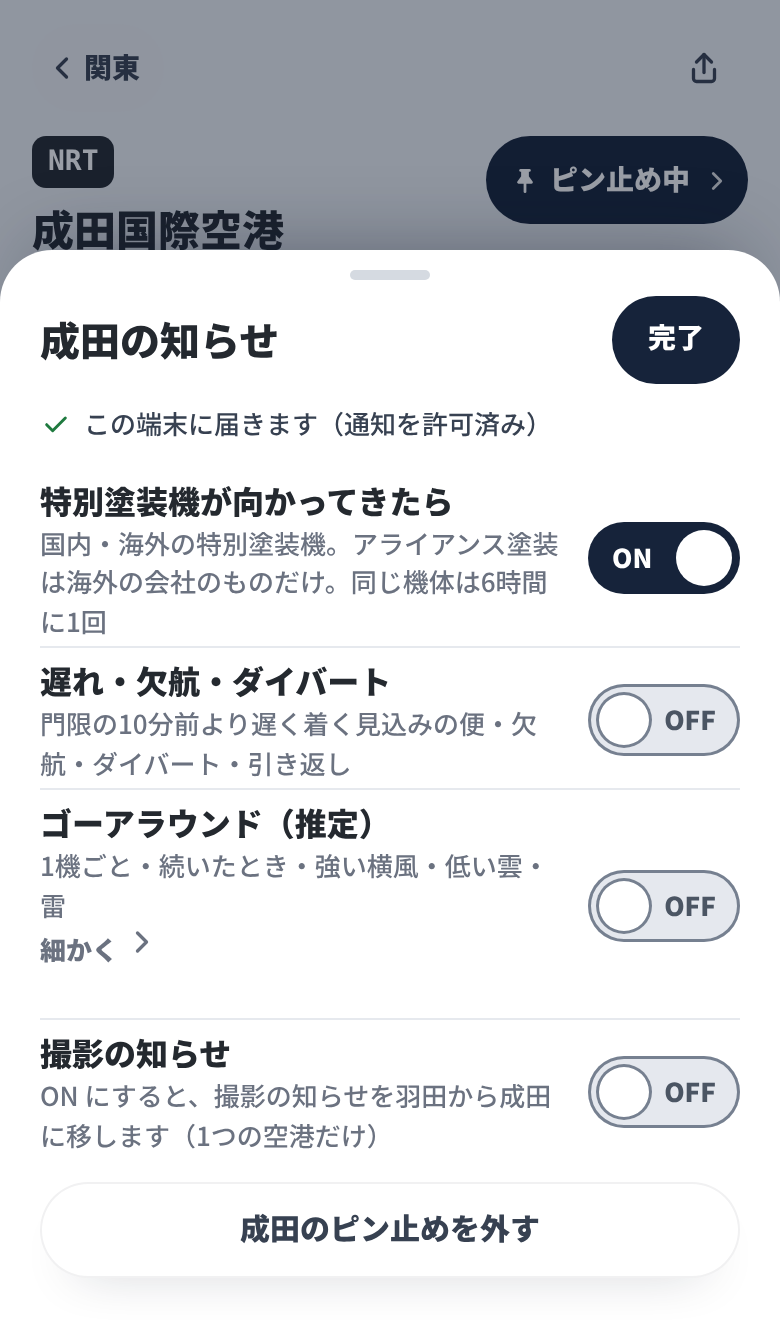 関東
NRT
ピン止め中
成田国際空港
成田の知らせ
完了
この端末に届きます（通知を許可済み）
特別塗装機が向かってきたら
国内・海外の特別塗装機。アライアンス塗装
は海外の会社のものだけ。同じ機体は6時間
に1回
ON
遅れ・欠航・ダイバート
門限の10分前より遅く着く見込みの便・欠
航・ダイバート・引き返し
OFF
ゴーアラウンド（推定）
1機ごと・続いたとき・強い横風・低い雲・
雷
細かく
OFF
撮影の知らせ
ON にすると、撮影の知らせを羽田から成田
に移します（1つの空港だけ）
OFF
成田のピン止めを外す